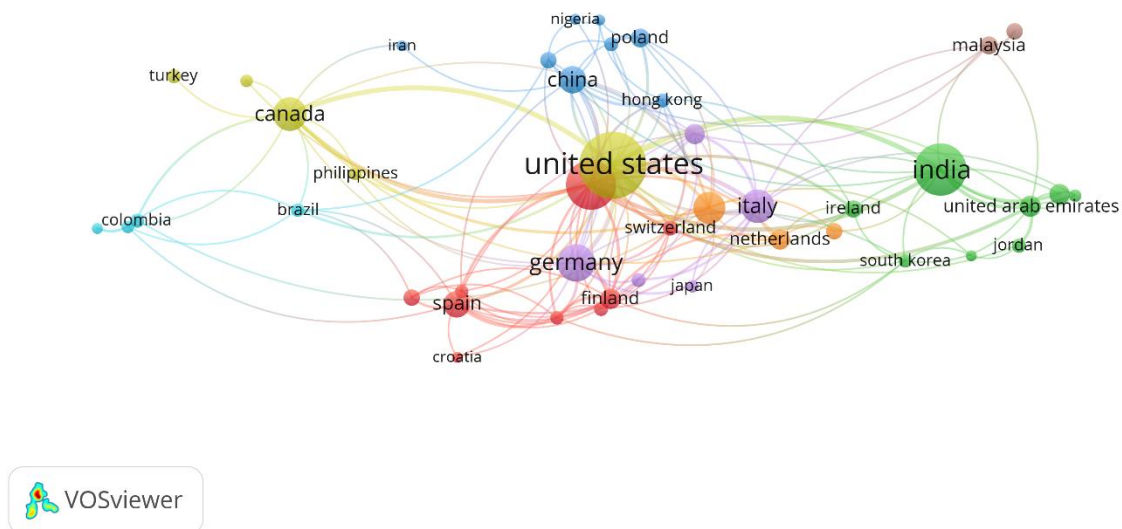 nigeria
poland
iran
malaysia
turkey
china
hong kong
canada
united states
india
philippines
brazil
italy
ireland
united arab emirates
colombia
switzerland
netherlands
jordan
germany
south korea
japan
spain
finland
croatia
VOSviewer